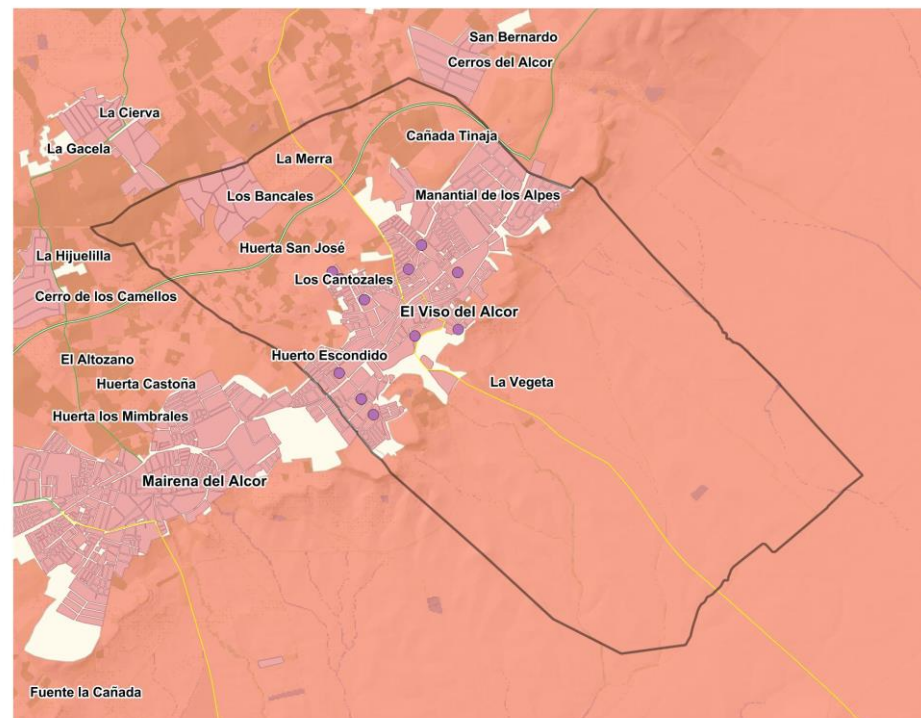 San Bernardo
Cerros del Alcor
La Cierva
Cañada Tinaja
La Gacela
La Merra
Los Bancales
Manantial de los Alpes
Huerta San José
La Hijuelilla
Los Cantozales
Cerro de los Camellos
El Viso del Alcor
El Altozano
Huerto Escondido
Huerta Castoña
La Vegeta
Huerta los Mimbrales
Mairena del Alcor
Fuente la Cañada